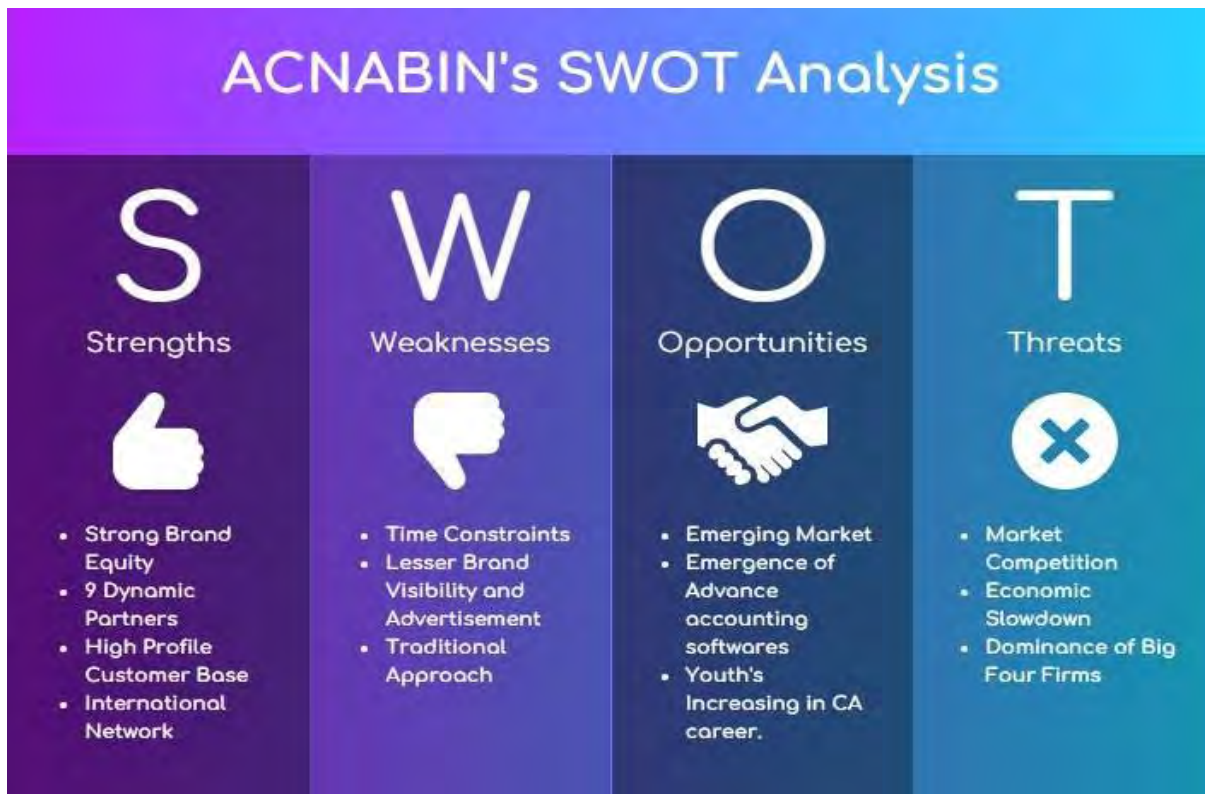 ACNABIN's SWOT Analysis
S
Strengths
• Strong Brand
Equity
• 9 Dynamic
Partners
• High Profile
Customer Base
• International
Network
W
Weaknesses
• Time Constraints
• Lesser Brand
Visibility and
Advertisement
• Traditional
Approach
O
Opportunities
• Emerging Market
• Emergence of
Advance
accounting
softwares
• Youth's
Increasing in CA
career.
T
Threats
• Market
Competition
• Economic
Slowdown
• Dominance of Big
Four Firms